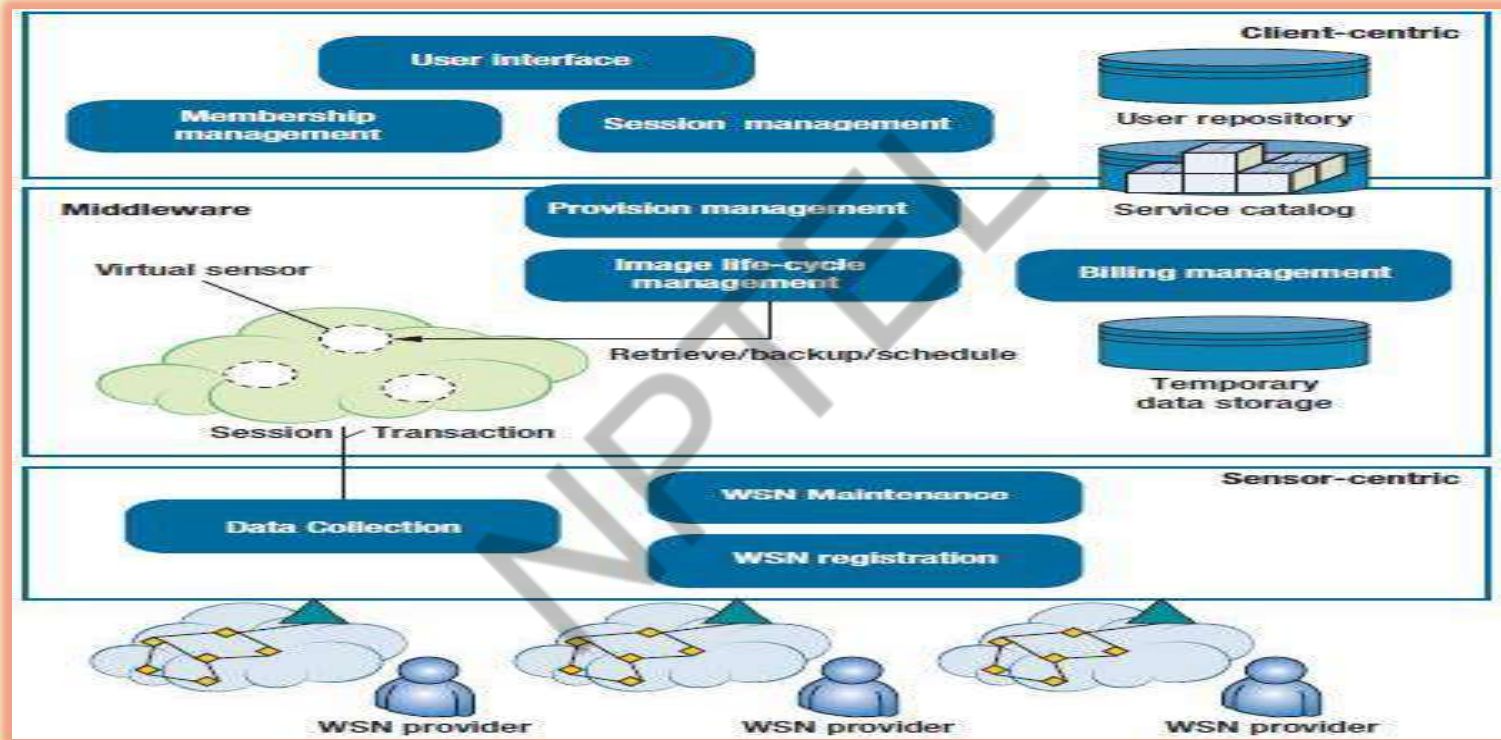 Client-centric
User interface
Membership
management
Session management
User repository
Middleware
Provision management
Service catalog
Virtual sensor
Image life-cycle
management
Billing management
Retrieve/backup/schedule
Temporary
data storage
Session
Transaction
Sensor-centric
WSN Maintenance
Data Collection
WSN registration
WSN provider
WSN provider
WSN provider
NPTEL